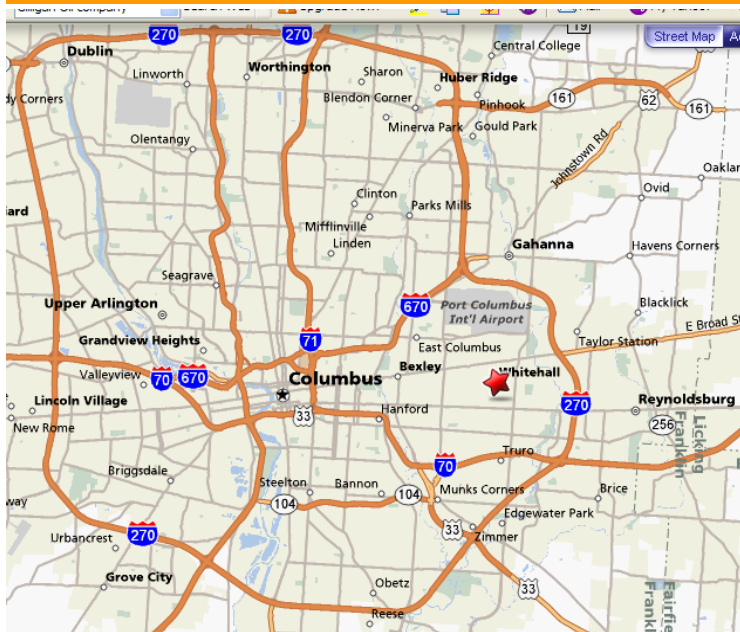 270
270
Central College
Street Map
Dublin
Linworth
Worthington
Sharon
Huber Ridge
161
62
161
Blendon Corner
Pinhook
Minerva Park
Gould Park
Olentangy
Johnstown Rd
Clinton
Parks Mills
Ovid
Mifflinville
Linden
Gahanna
Havens Corners
Seagrave
Upper Arlington
670
Port Columbus
Int'l Airport
Blacklick
E Broad
71
Grandview Heights
East Columbus
Taylor Station
Valleyview
70
670
Columbus
Bexley
Whitehall
Lincoln Village
33
Hanford
270
Reynoldsburg
New Rome
256
Licking
Franklin
Briggsdale
70
Truro
Steelton
Bannon
104
104
Munks Corners
Brice
Edgewater Park
Urbancrest
270
33
Zimmer
Grove City
Obetz
33
Reese
Franklin